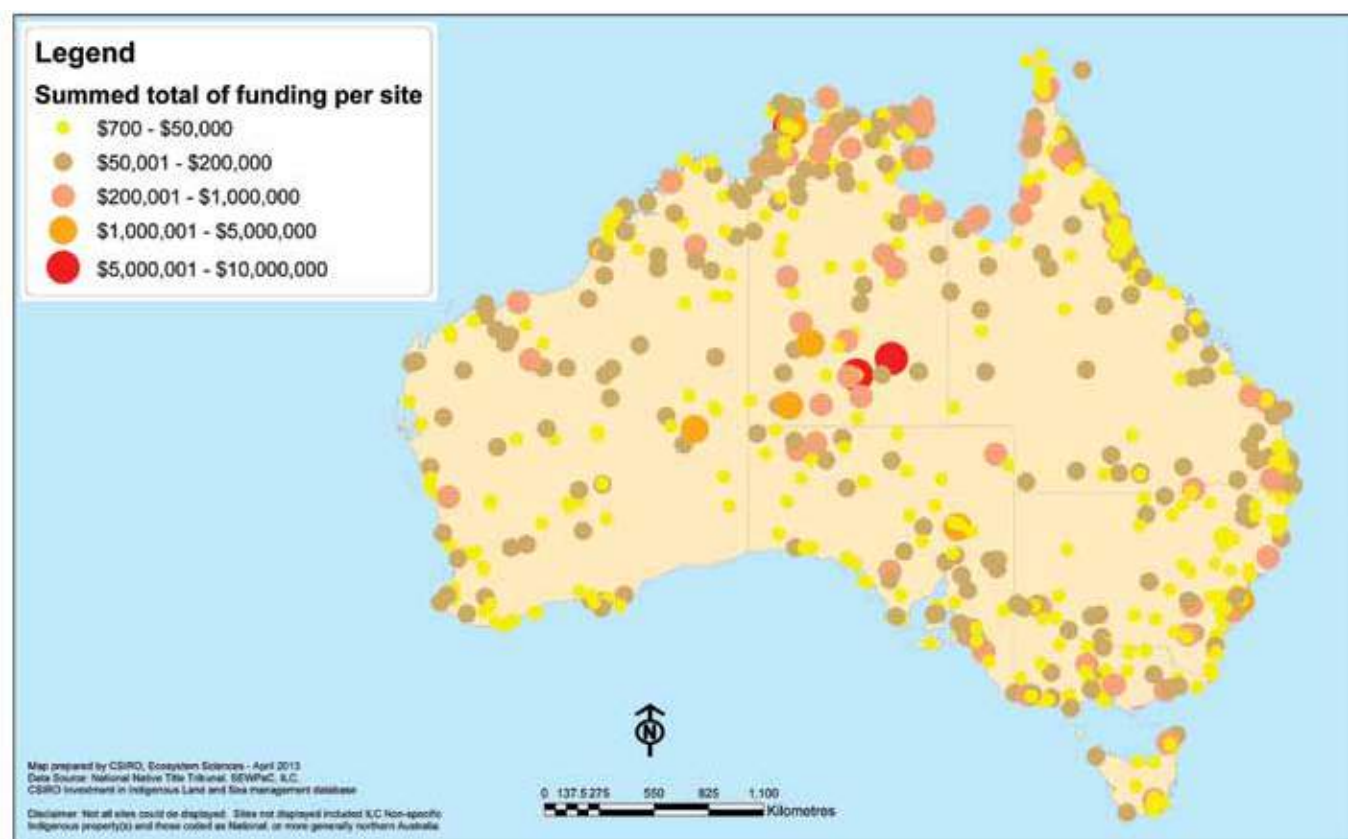 Legend
Summed total of funding per site
$700 - $50,000
$50,001 - $200,000
$200,001 - $1,000,000
$1,000,001 - $5,000,000
$5,000,001 - $10,000,000
N
0 137.5 275 550 825 1,100
Kilometres
Map prepared by CSIRO, Ecosystem Sciences - April 2013
Data Source: National Native Title Tribunal, SEWPaC, ILC,
CSIRO Investment in Indigenous Land and Sea management database
Disclaimer: Not all sites could be displayed. Sites not displayed included ILC Non-specific
Indigenous property(s) and those coded as National, or more generally northern Australia.